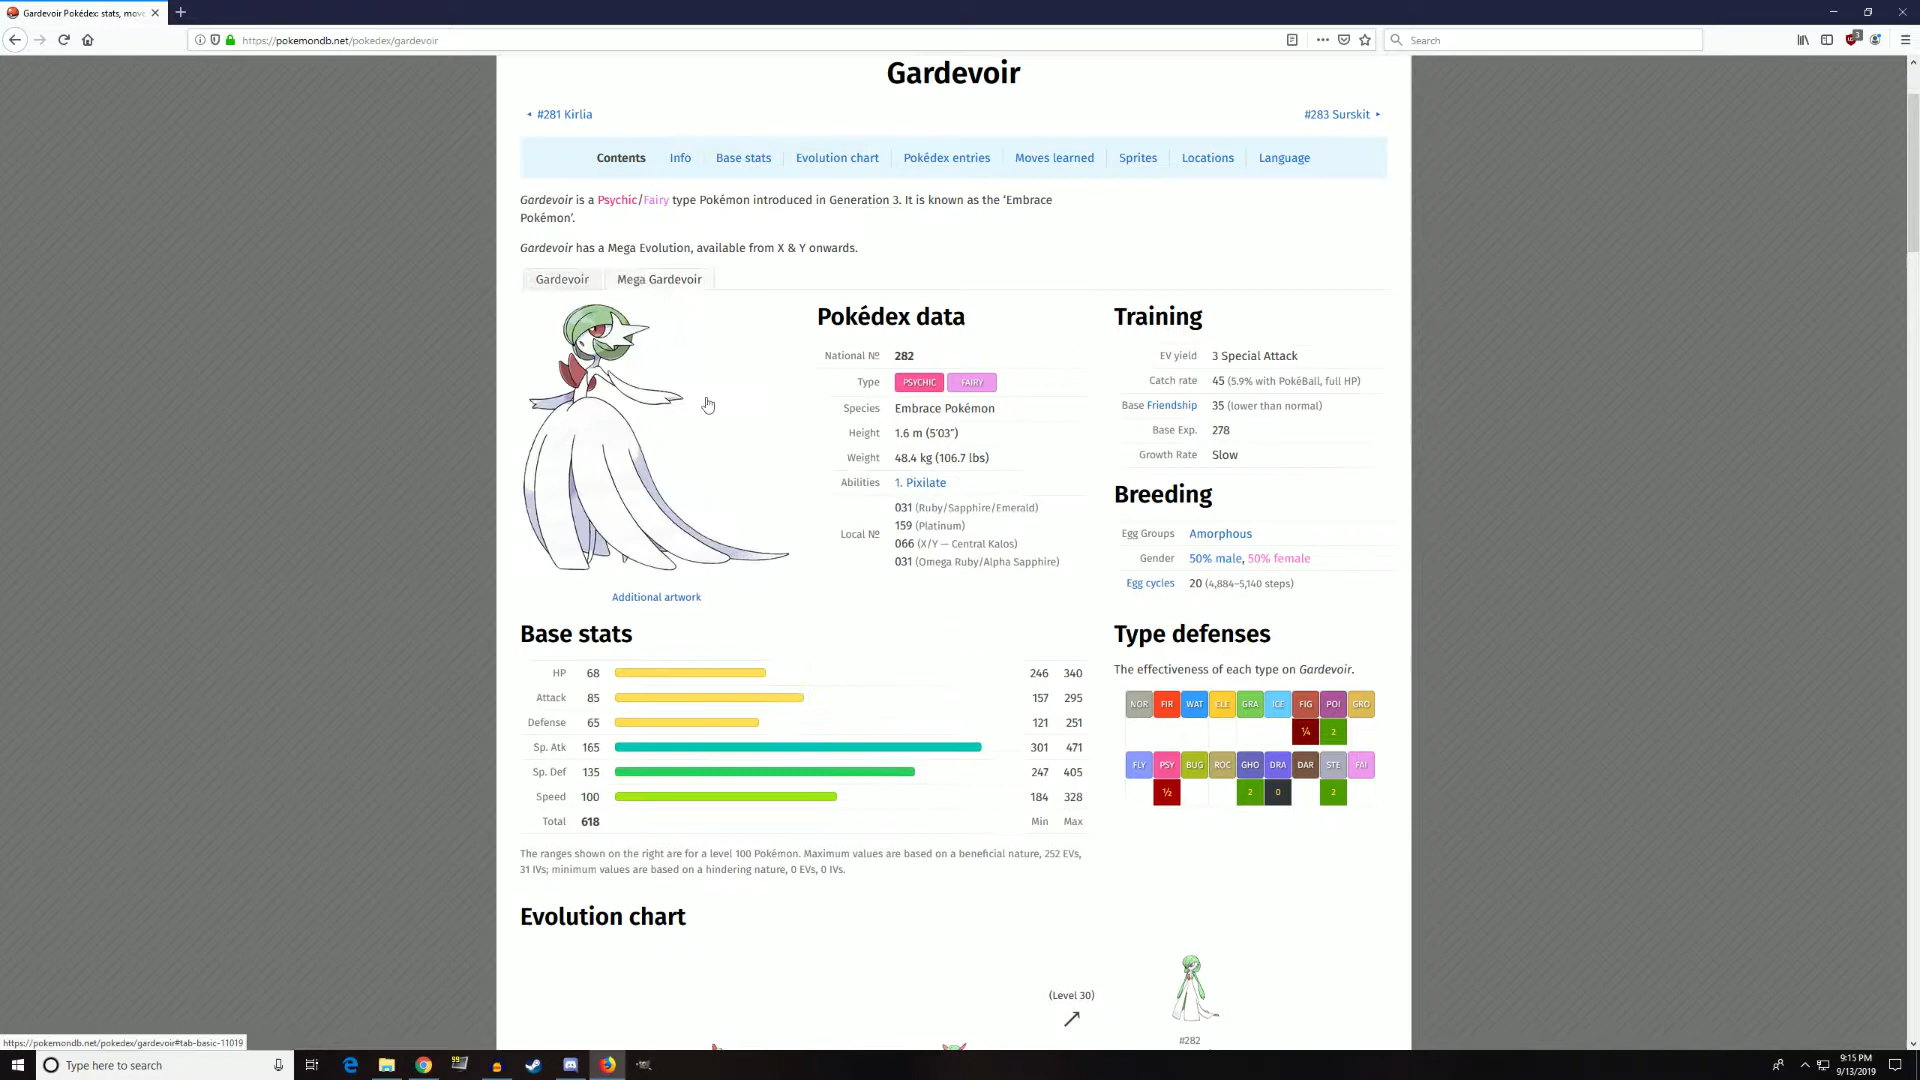 Gardevoir Pokédex: stats, mov
https://pokemondb.net/pokedex/gardevoir
Search
3
Gardevoir
#281 Kirlia
#283 Surskit
Contents Info Base stats Evolution chart Pokédex entries Moves learned Sprites Locations Language
Gardevoir is a Psychic/Fairy type Pokémon introduced in Generation 3. It is known as the ‘Embrace
Pokémon’.
Gardevoir has a Mega Evolution, available from X & Y onwards.
Gardevoir Mega Gardevoir
Additional artwork
Pokédex data
National № 282
Type PSYCHIC FAIRY
Species Embrace Pokémon
Height 1.6 m (5′03″)
Weight 48.4 kg (106.7 lbs)
Abilities 1. Pixilate
Local №
031 (Ruby/Sapphire/Emerald)
159 (Platinum)
066 (X/Y — Central Kalos)
031 (Omega Ruby/Alpha Sapphire)
Training
EV yield 3 Special Attack
Catch rate 45 (5.9% with PokéBall, full HP)
Base Friendship 35 (lower than normal)
Base Exp. 278
Growth Rate Slow
Breeding
Egg Groups Amorphous
Gender 50% male, 50% female
Egg cycles 20 (4,884–5,140 steps)
Base stats
HP 68 246 340
Attack 85 157 295
Defense 65 121 251
Sp. Atk 165 301 471
Sp. Def 135 247 405
Speed 100 184 328
Total 618 Min Max
The ranges shown on the right are for a level 100 Pokémon. Maximum values are based on a beneficial nature, 252 EVs,
31 IVs; minimum values are based on a hindering nature, 0 EVs, 0 IVs.
Type defenses
The effectiveness of each type on Gardevoir.
NOR FIR WAT ELE GRA ICE FIG POI GRO
¼ 2
FLY PSY BUG ROC GHO DRA DAR STE FAI
½ 2 0 2
Evolution chart
(Level 30)
#282
https://pokemondb.net/pokedex/gardevoir#tab-basic-11019
Type here to search
9:15 PM
9/13/2019